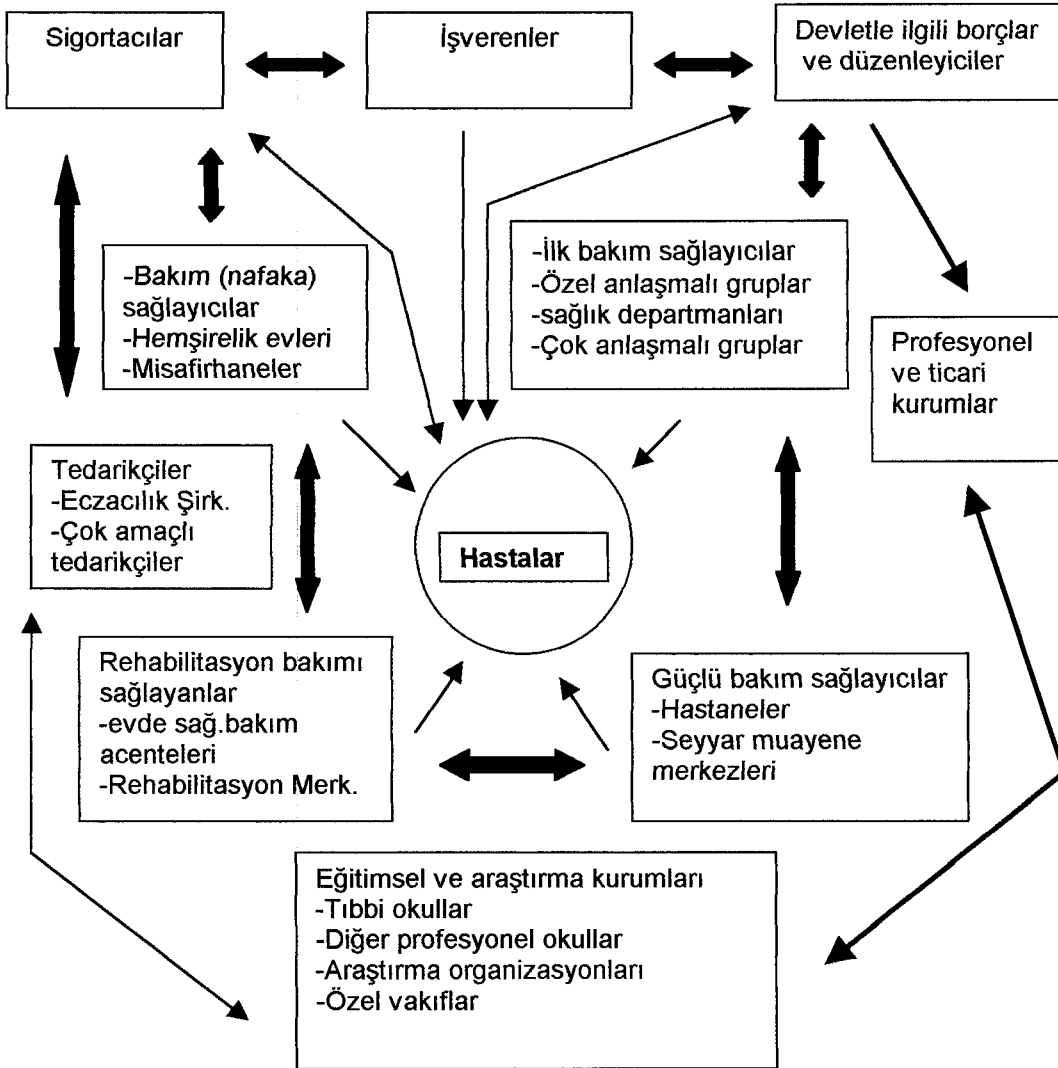 Sigortacılar
İşverenler
Devletle ilgili borçlar
ve düzenleyiciler
-Bakım (nafaka)
sağlayıcılar
-Hemşirelik evleri
-Misafirhaneler
-İlk bakım sağlayıcılar
-Özel anlaşmalı gruplar
-sağlık departmanları
-Çok anlaşmalı gruplar
Profesyonel
ve ticari
kurumlar
Tedarikçiler
-Eczacılık Şirk.
-Çok amaçlı
tedarikçiler
Hastalar
Rehabilitasyon bakımı
sağlayanlar
-evde sağ.bakım
acenteleri
-Rehabilitasyon Merk.
Güçlü bakım sağlayıcılar
-Hastaneler
-Seyyar muayene
merkezleri
Eğitimsel ve araştırma kurumları
-Tıbbi okullar
-Diğer profesyonel okullar
-Araştırma organizasyonları
-Özel vakıflar